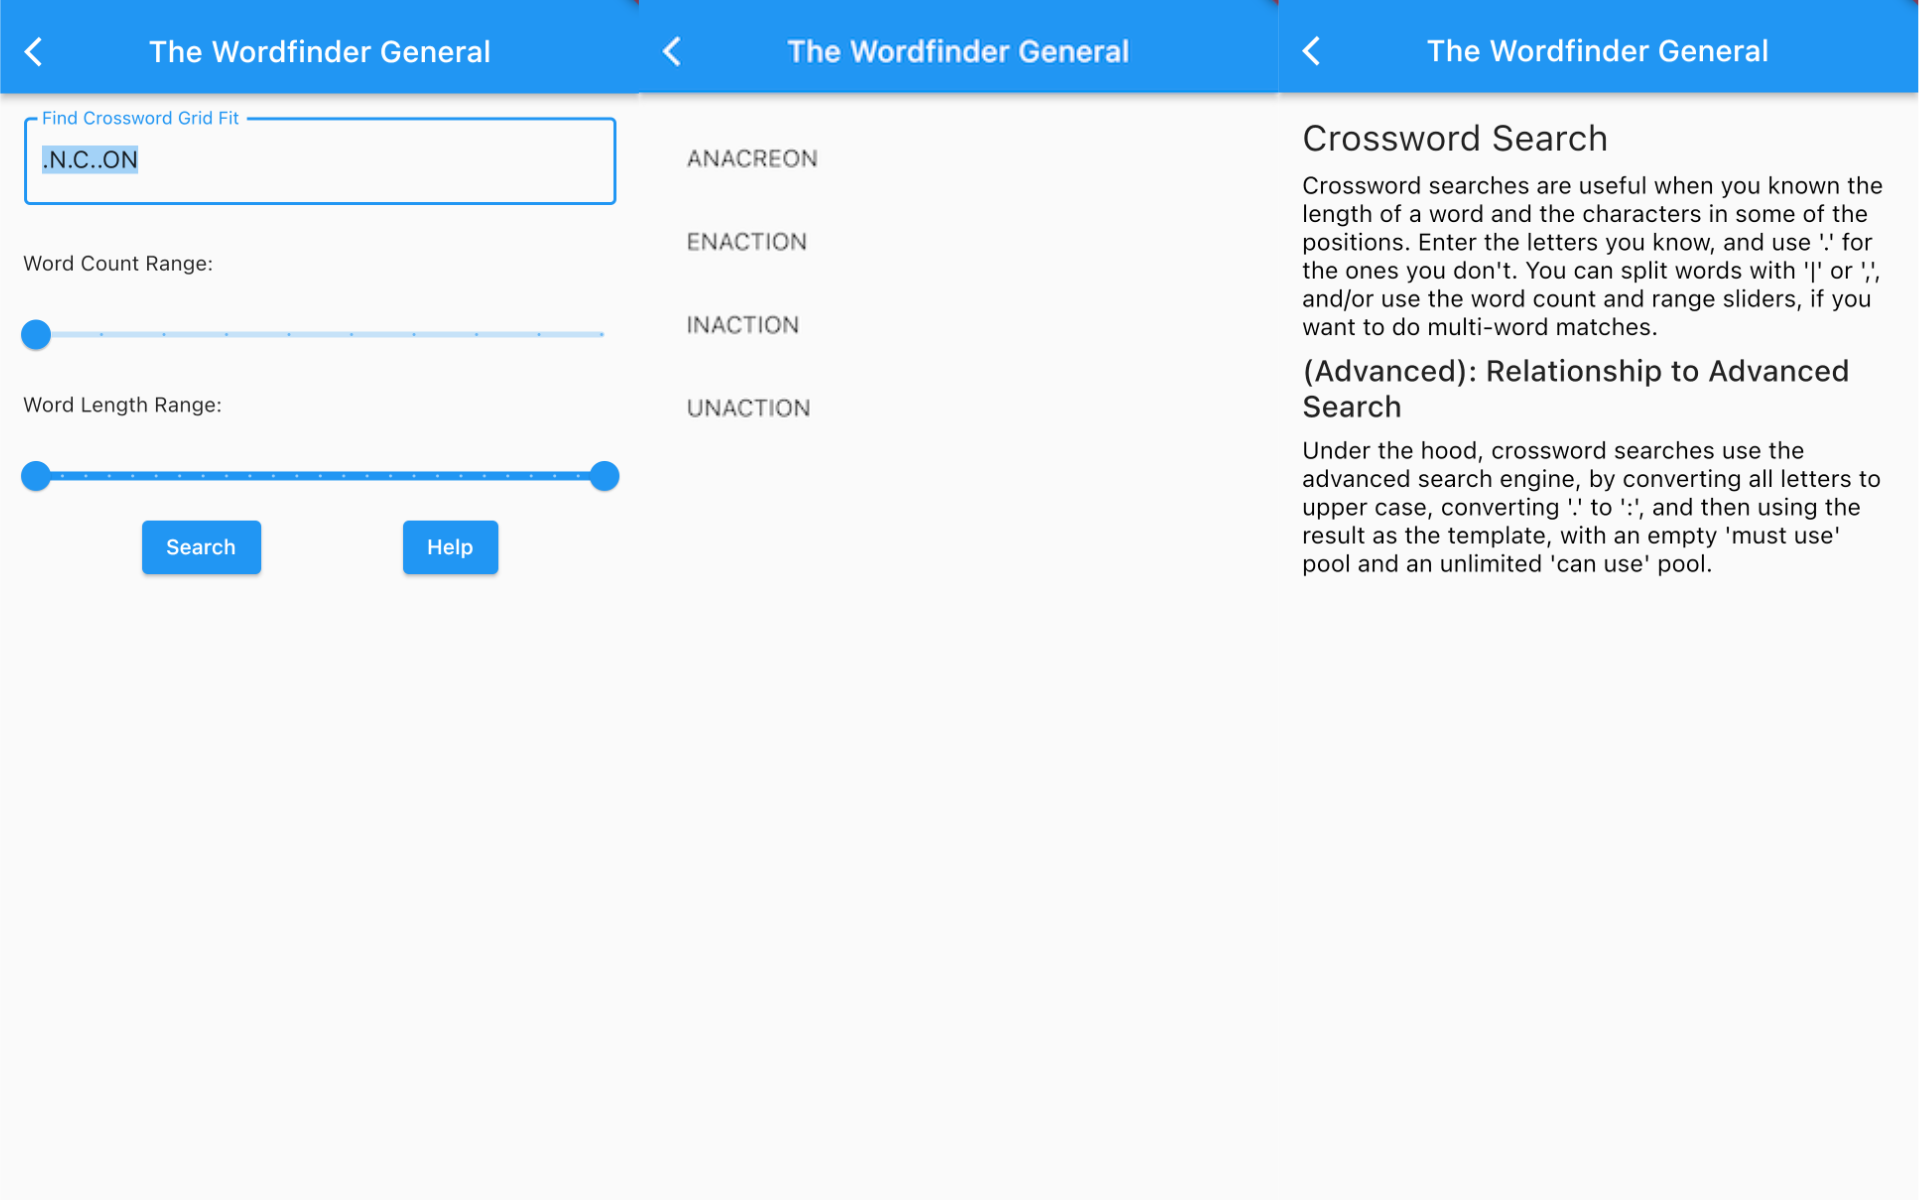 The Wordfinder General
Find Crossword Grid Fit
.N.C..ON
Word Count Range:
Word Length Range:
Search
Help
The Wordfinder General
ANACREON
ENACTION
INACTION
UNACTION
The Wordfinder General
Crossword Search
Crossword searches are useful when you known the
length of a word and the characters in some of the
positions. Enter the letters you know, and use '.' for
the ones you don't. You can split words with '|' or ',',
and/or use the word count and range sliders, if you
want to do multi-word matches.
(Advanced): Relationship to Advanced
Search
Under the hood, crossword searches use the
advanced search engine, by converting all letters to
upper case, converting '.' to ':', and then using the
result as the template, with an empty 'must use'
pool and an unlimited 'can use' pool.